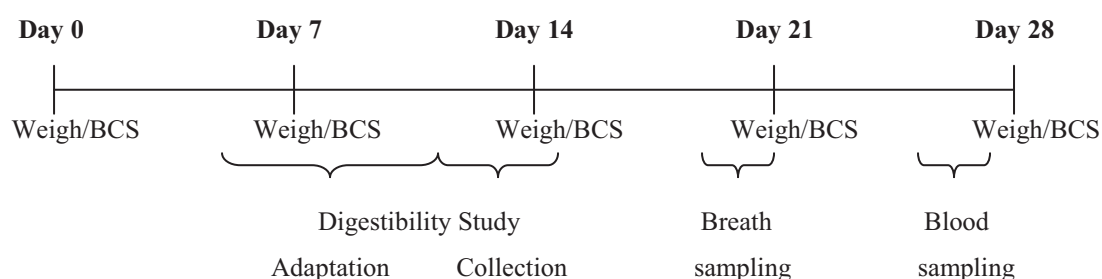 Day 0 Day 7 Day 14 Day 21 Day 28
Weigh/BCS Weigh/BCS Weigh/BCS Weigh/BCS Weigh/BCS
Digestibility Study Breath Blood
Adaptation Collection sampling sampling